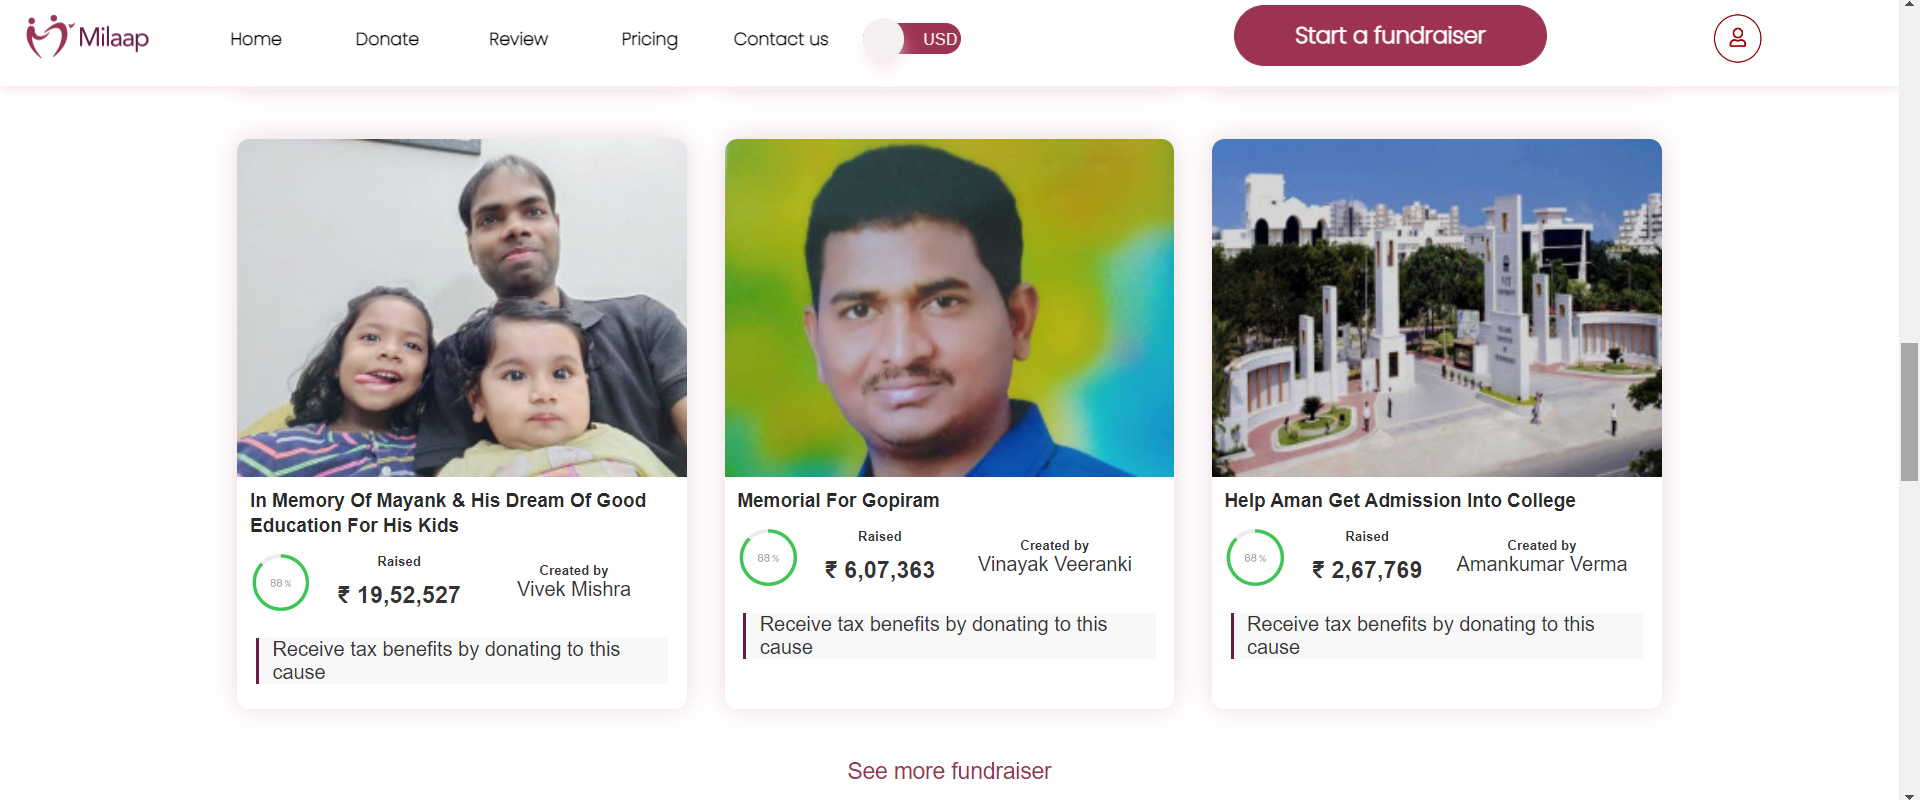 Milaap
Home Donate Review Pricing Contact us USD Start a fundraiser
In Memory Of Mayank & His Dream Of Good
Education For His Kids
88 %
Raised
₹ 19,52,527
Created by
Vivek Mishra
Receive tax benefits by donating to this
cause
Memorial For Gopiram
88 %
Raised
₹ 6,07,363
Created by
Vinayak Veeranki
Receive tax benefits by donating to this
cause
Help Aman Get Admission Into College
88 %
Raised
₹ 2,67,769
Created by
Amankumar Verma
Receive tax benefits by donating to this
cause
See more fundraiser